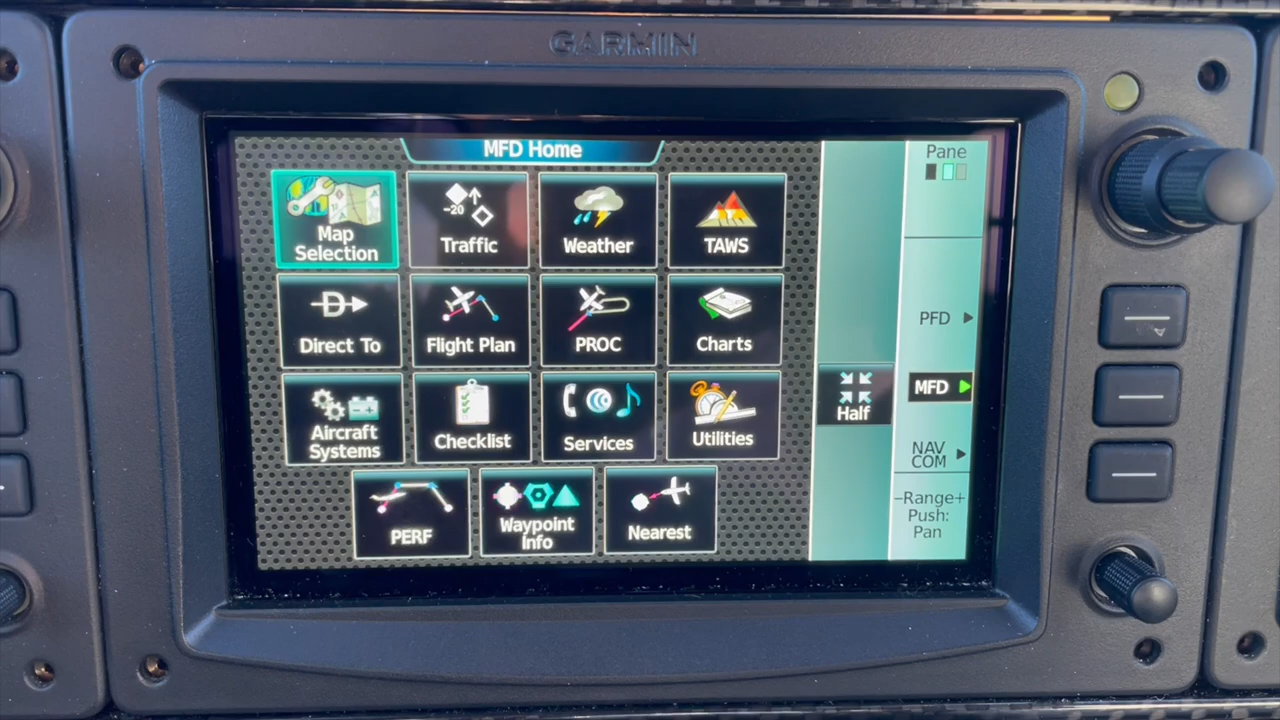 GARMIN
MFD Home
Pane
Map
Selection
-20
Traffic
Weather
TAWS
Direct To
Flight Plan
PROC
Charts
PFD
Aircraft
Systems
Checklist
Services
Utilities
Half
MFD
NAV
COM
PERF
Waypoint
Info
Nearest
-Range+
Push:
Pan